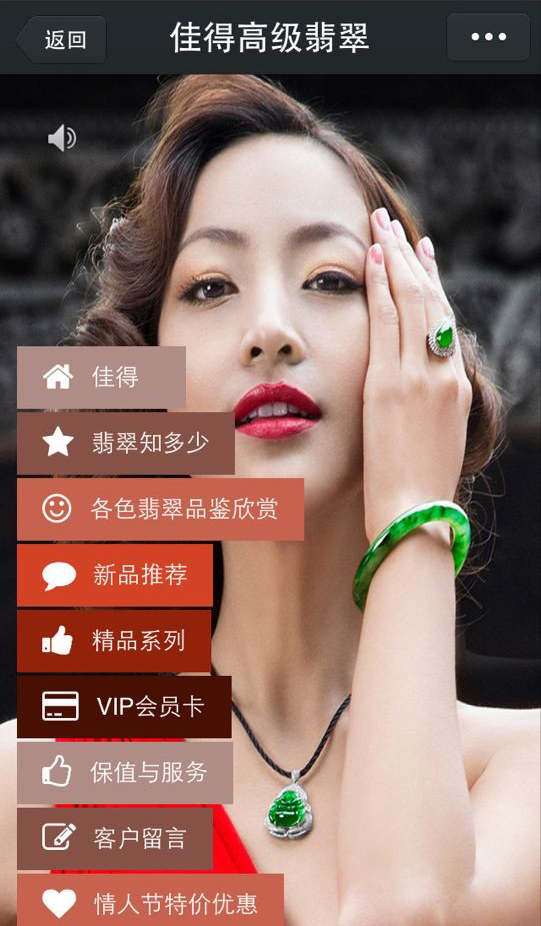 返回
佳得高级翡翠
佳得
翡翠知多少
各色翡翠品鉴欣赏
新品推荐
精品系列
VIP会员卡
保值与服务
客户留言
情人节特价优惠